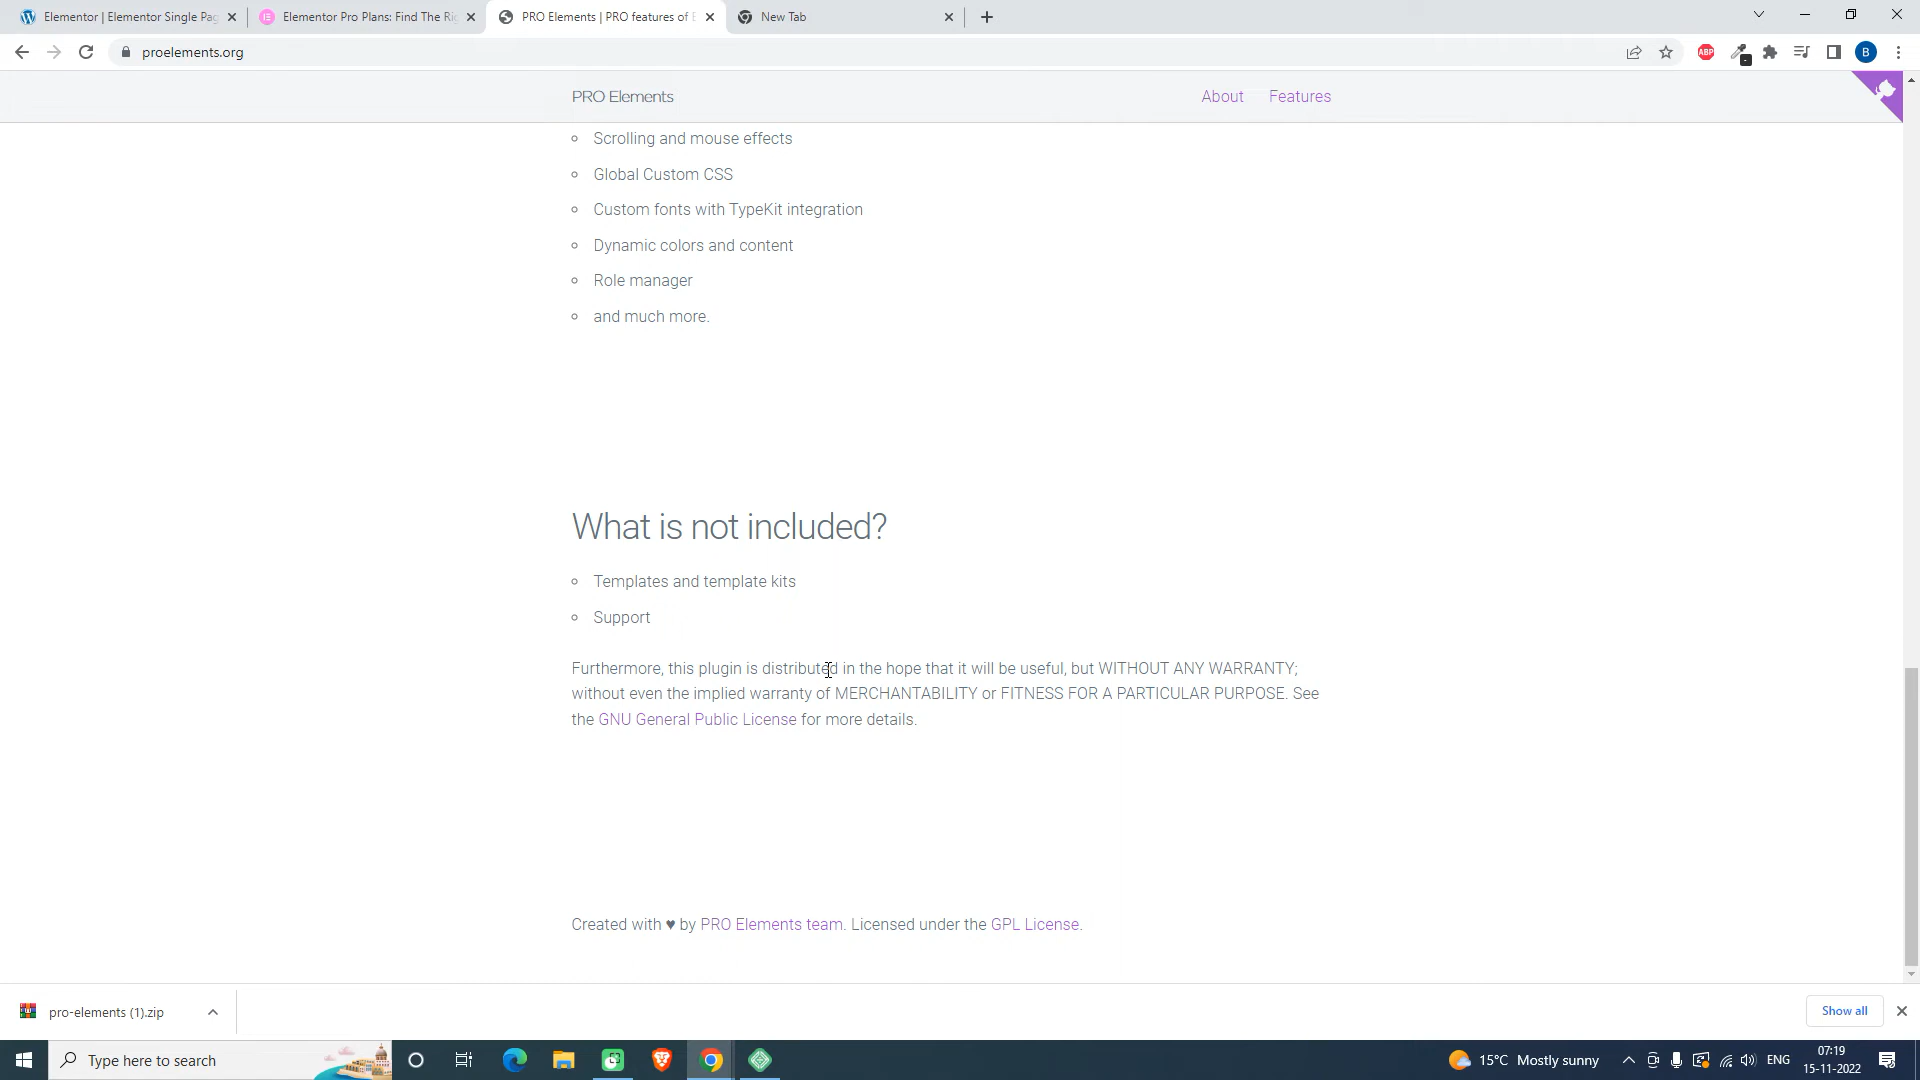 Elementor | Elementor Single Pag
Elementor Pro Plans: Find The Ri
PRO Elements | PRO features of E
New Tab
proelements.org
ABP
B
PRO Elements
About
Features
Scrolling and mouse effects
Global Custom CSS
Custom fonts with TypeKit integration
Dynamic colors and content
Role manager
and much more.
What is not included?
Templates and template kits
Support
Furthermore, this plugin is distributed in the hope that it will be useful, but WITHOUT ANY WARRANTY;
without even the implied warranty of MERCHANTABILITY or FITNESS FOR A PARTICULAR PURPOSE. See
the GNU General Public License for more details.
Created with ♥ by PRO Elements team. Licensed under the GPL License.
pro-elements (1).zip
Show all
Type here to search
15°C Mostly sunny
ENG
07:19
15-11-2022